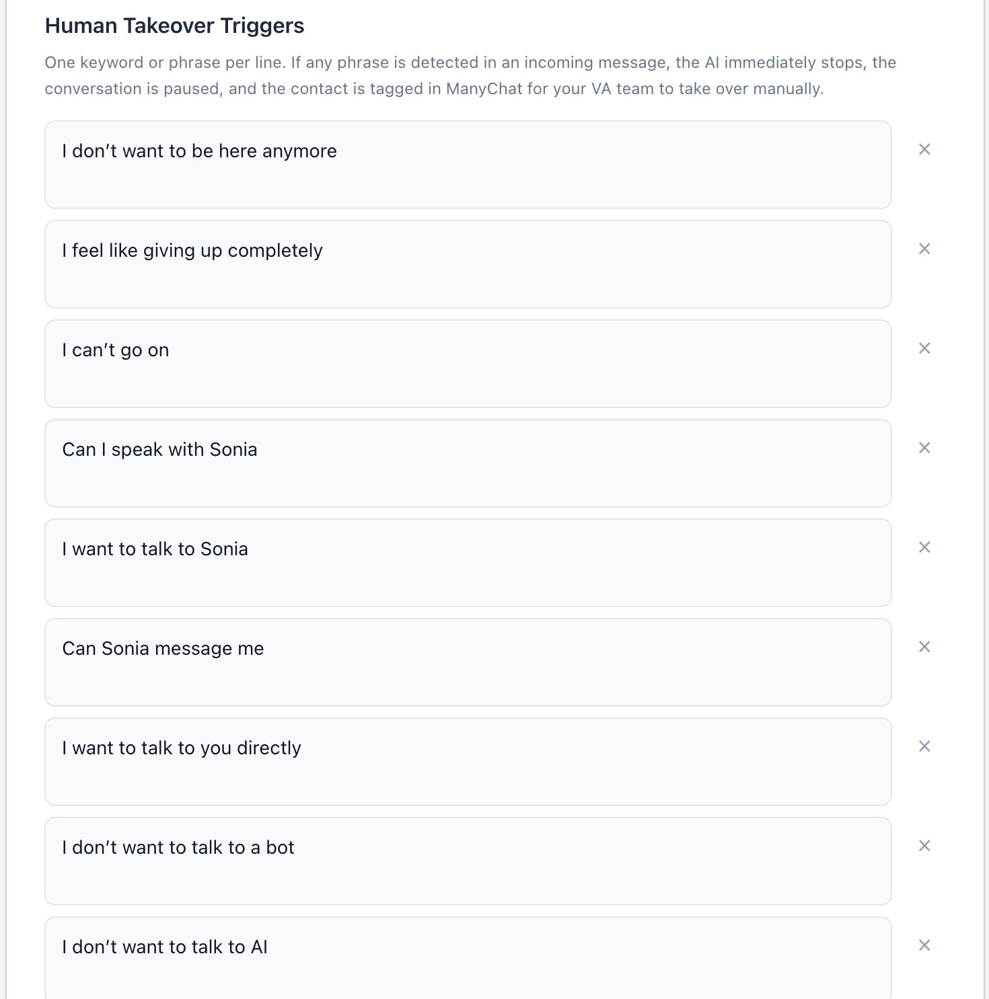 Human Takeover Triggers
One keyword or phrase per line. If any phrase is detected in an incoming message, the AI immediately stops, the
conversation is paused, and the contact is tagged in ManyChat for your VA team to take over manually.
I don’t want to be here anymore
I feel like giving up completely
I can’t go on
Can I speak with Sonia
I want to talk to Sonia
Can Sonia message me
I want to talk to you directly
I don’t want to talk to a bot
I don’t want to talk to AI